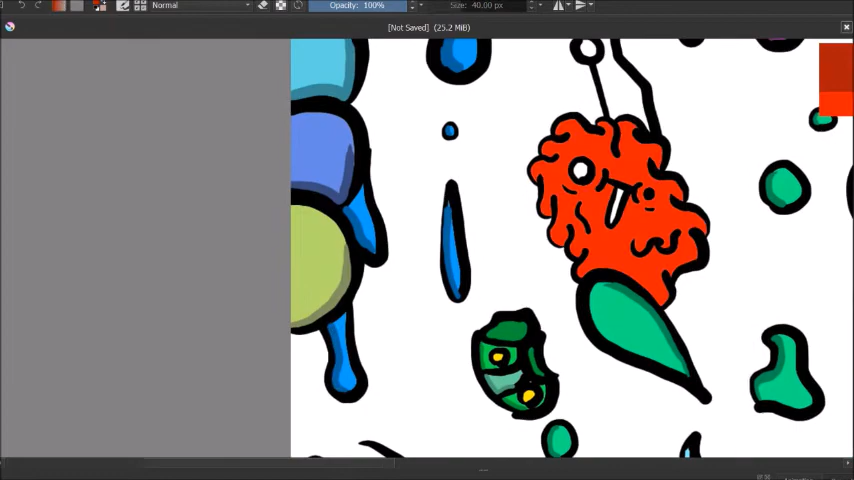 Normal
Opacity: 100%
Size: 40.00 px
[Not Saved] (25.2 MiB)